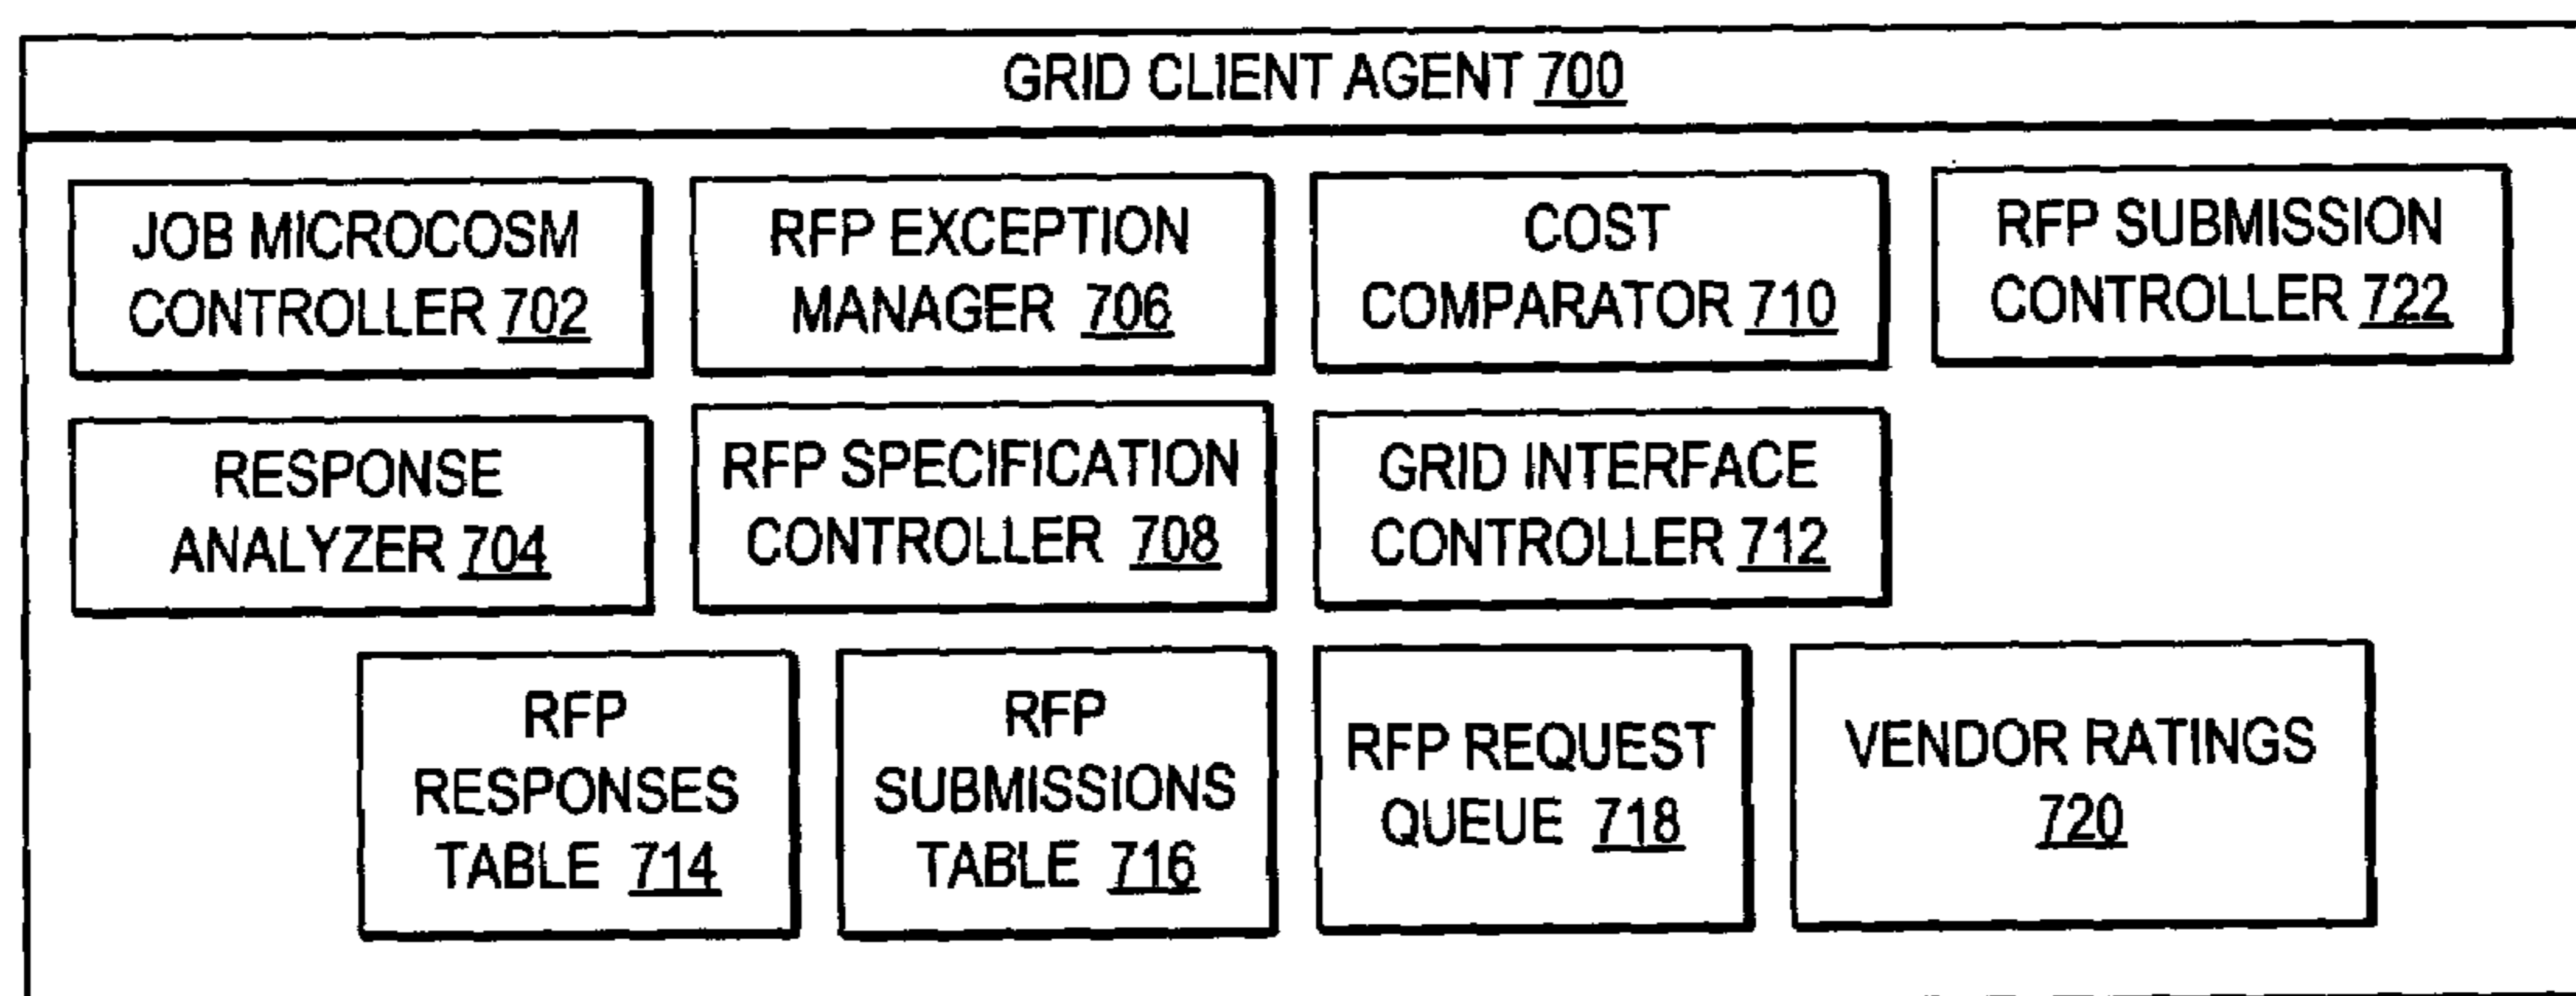 GRID CLIENT AGENT 700
JOB MICROCOSM
CONTROLLER 702
RFP EXCEPTION
MANAGER 706
COST
COMPARATOR 710
RFP SUBMISSION
CONTROLLER 722
RESPONSE
ANALYZER 704
RFP SPECIFICATION
CONTROLLER 708
GRID INTERFACE
CONTROLLER 712
RFP
RESPONSES
TABLE 714
RFP
SUBMISSIONS
TABLE 716
RFP REQUEST
QUEUE 718
VENDOR RATINGS
720